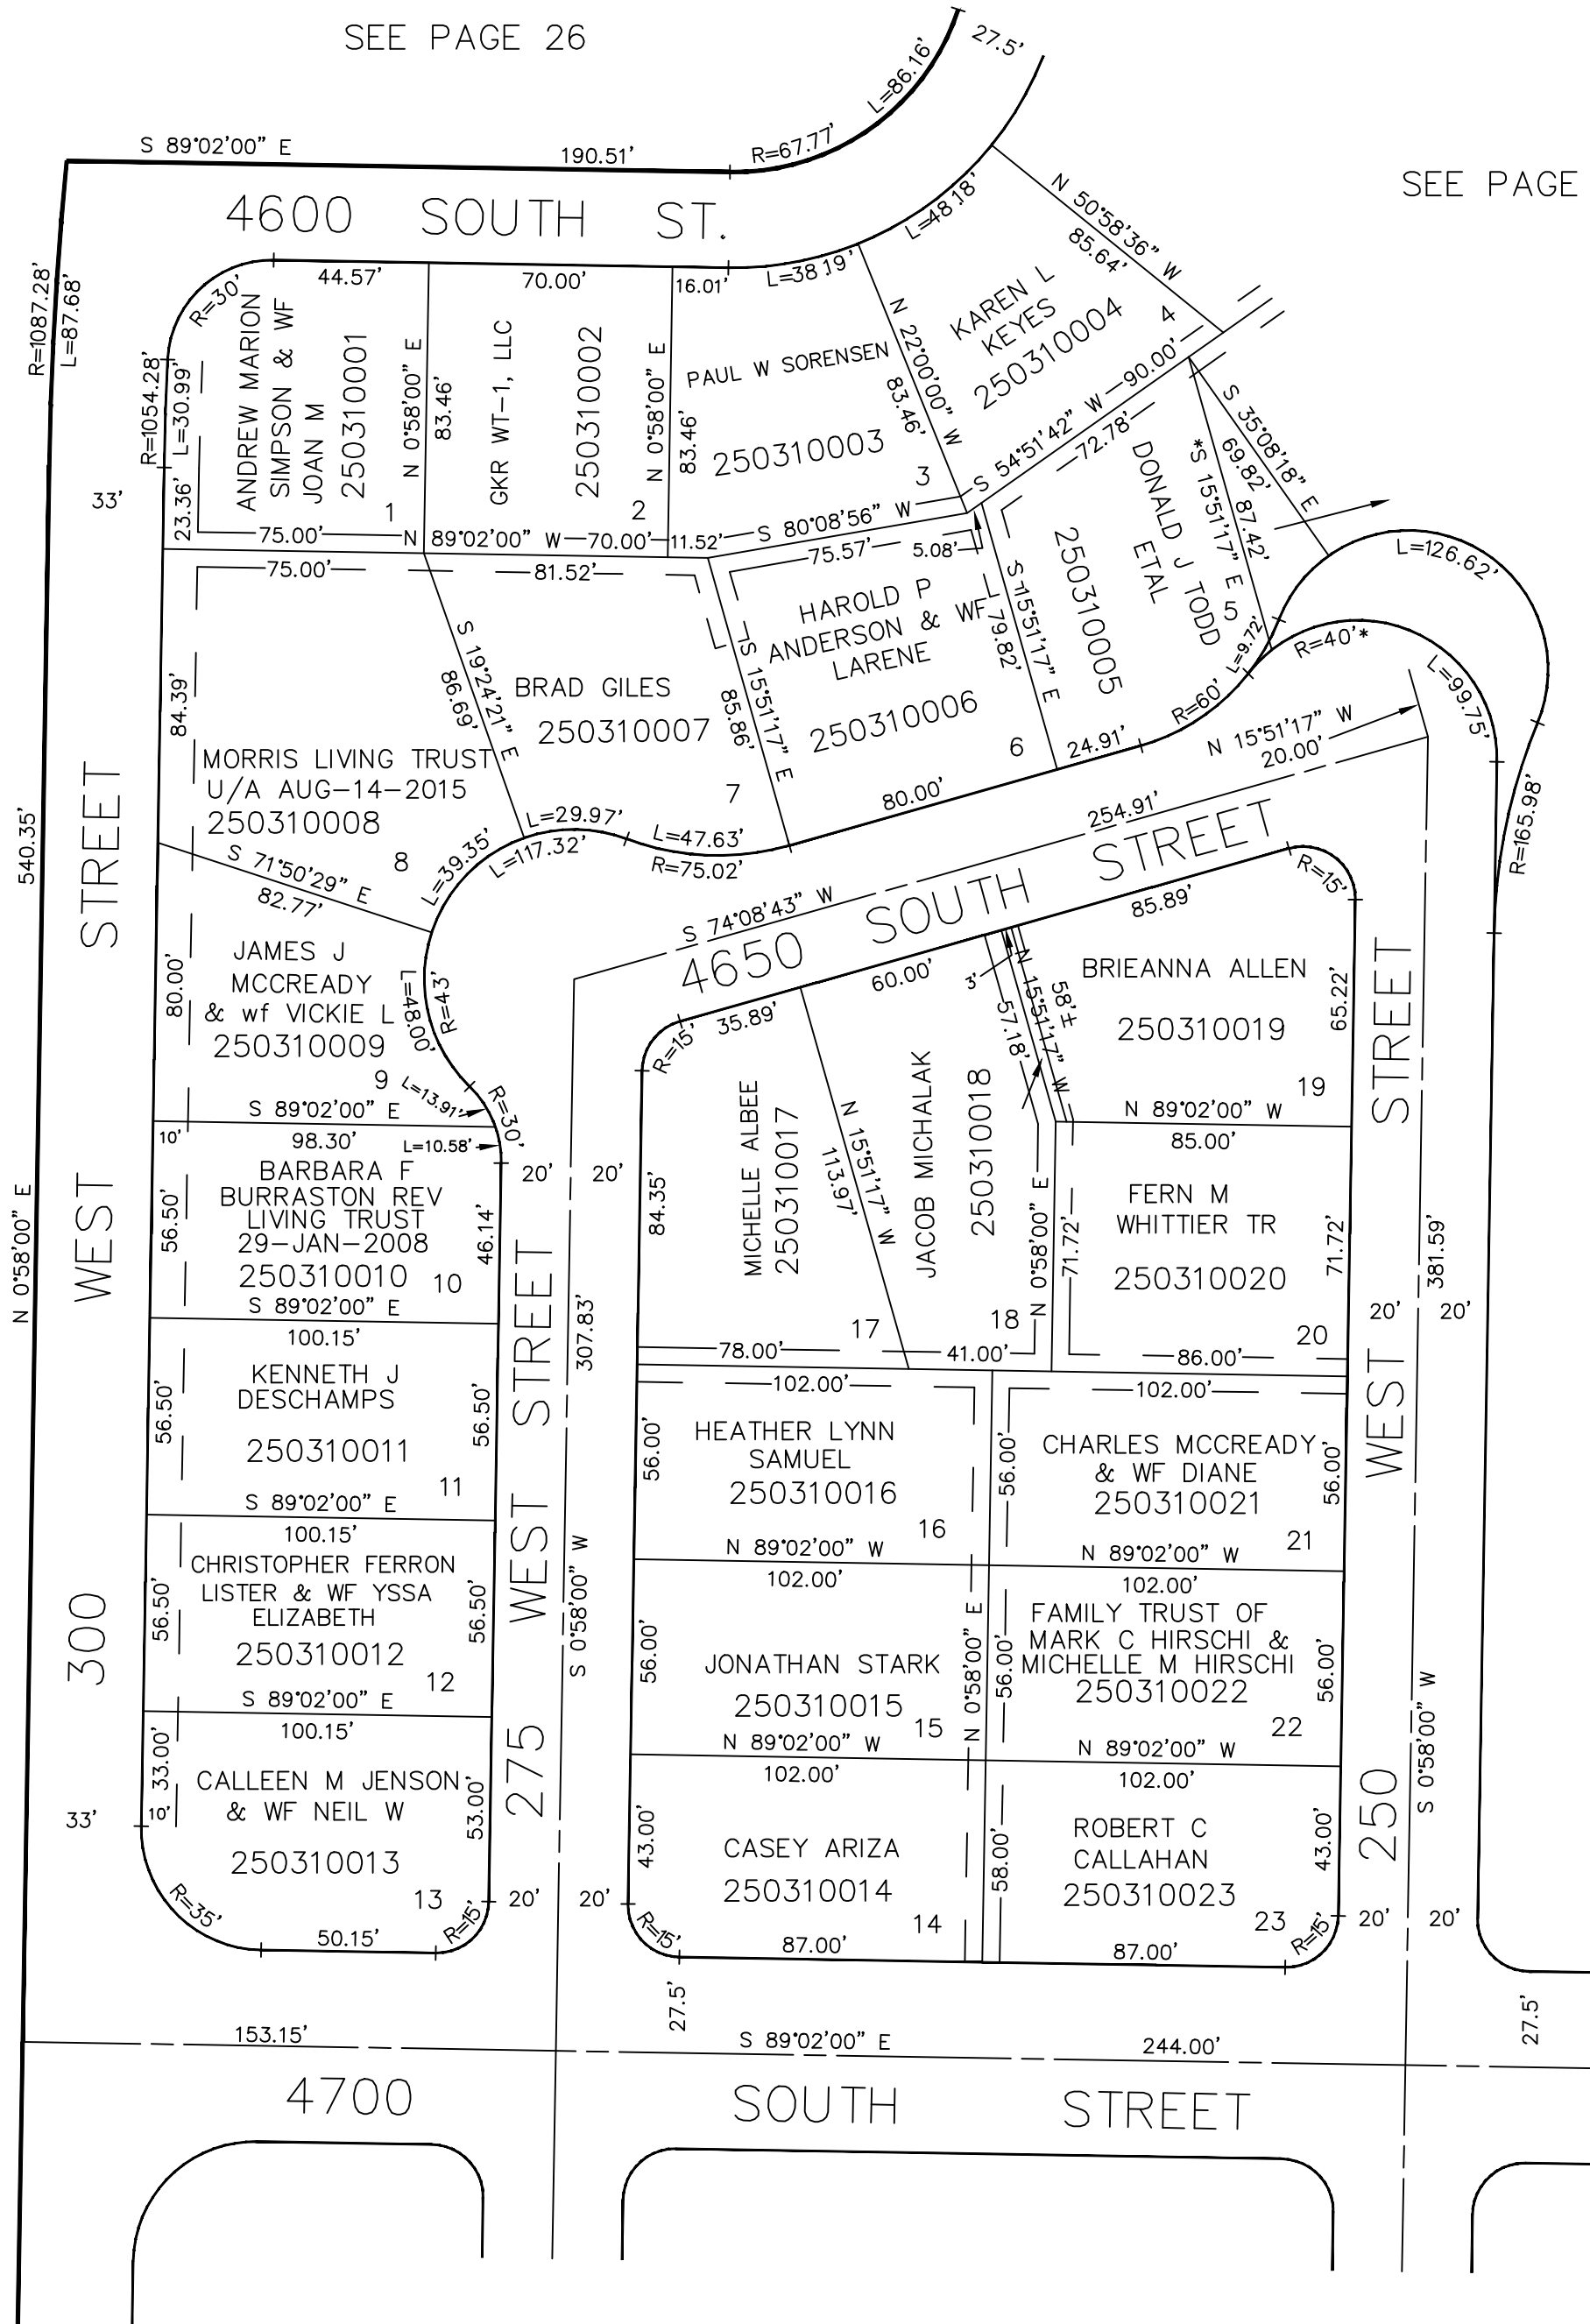 SEE PAGE 26
27.5'
L=86.16'
R=67.77'
S 89°02'00" E
190.51'
SEE PAGE
4600 SOUTH ST.
R=1087.28'
L=87.68'
R=30'
44.57'
70.00'
16.01'
L=38.19'
L=48.18'
N 50°58'36" W
85.64'
R=1054.28'
L=30.99'
23.36'
33'
ANDREW MARION
SIMPSON & WF
JOAN M
250310001
1
N 0°58'00" E
83.46'
GKR WT-1, LLC
250310002
2
N 0°58'00" E
83.46'
PAUL W SORENSEN
250310003
3
N 22°00'00" W
83.46'
KAREN L
KEYES
250310004
4
S 54°51'42" W
90.00'
72.78'
75.00'
N 89°02'00" W
70.00'
11.52'
S 80°08'56" W
75.57'
5.08'
75.00'
81.52'
S 35°08'18" E
69.82'
*S 15°51'17" E
87.42'
DONALD J TODD
ETAL
250310005
5
S 15°51'17" E
79.82'
HAROLD P
ANDERSON & WF
LARENE
250310006
6
S 15°51'17" E
85.86'
BRAD GILES
250310007
7
S 19°24'21" E
86.69'
84.39'
MORRIS LIVING TRUST
U/A AUG-14-2015
250310008
8
L=126.62'
R=40'*
L=9.72'
L=99.75'
R=60'
24.91'
80.00'
N 15°51'17" W
20.00'
R=165.98'
L=29.97'
L=117.32'
L=47.63'
R=75.02'
L=39.35'
254.91'
S 74°08'43" W
4650 SOUTH STREET
540.35'
N 0°58'00" E
300 WEST STREET
S 71°50'29" E
82.77'
JAMES J
MCCREADY
& wf VICKIE L
250310009
9
80.00'
L=48.00'
R=43'
L=13.91'
R=30'
S 89°02'00" E
98.30'
L=10.58'
10'
BARBARA F
BURRASTON REV
LIVING TRUST
29-JAN-2008
250310010
10
56.50'
46.14'
S 89°02'00" E
100.15'
KENNETH J
DESCHAMPS
250310011
11
56.50'
56.50'
S 89°02'00" E
100.15'
CHRISTOPHER FERRON
LISTER & WF YSSA
ELIZABETH
250310012
12
56.50'
56.50'
S 89°02'00" E
100.15'
CALLEEN M JENSON
& WF NEIL W
250310013
13
33.00'
10'
33'
53.00'
R=35'
50.15'
R=15'
20'
20'
20'
20'
307.83'
S 0°58'00" W
275 WEST STREET
R=15'
35.89'
60.00'
3'
85.89'
R=15'
MICHELLE ALBEE
250310017
17
84.35'
N 15°51'17" W
113.97'
JACOB MICHALAK
250310018
18
57.18'
N 15°51'17" W
58'±
BRIEANNA ALLEN
250310019
19
65.22'
N 89°02'00" W
85.00'
FERN M
WHITTIER TR
250310020
20
N 0°58'00" E
71.72'
71.72'
78.00'
41.00'
86.00'
102.00'
102.00'
HEATHER LYNN
SAMUEL
250310016
16
56.00'
56.00'
CHARLES MCCREADY
& WF DIANE
250310021
21
56.00'
N 89°02'00" W
102.00'
N 89°02'00" W
102.00'
JONATHAN STARK
250310015
15
56.00'
N 0°58'00" E
56.00'
FAMILY TRUST OF
MARK C HIRSCHI &
MICHELLE M HIRSCHI
250310022
22
56.00'
N 89°02'00" W
102.00'
N 89°02'00" W
102.00'
CASEY ARIZA
250310014
14
43.00'
58.00'
ROBERT C
CALLAHAN
250310023
23
43.00'
R=15'
87.00'
87.00'
R=15'
381.59'
20'
20'
S 0°58'00" W
20'
20'
250 WEST STREET
27.5'
27.5'
153.15'
S 89°02'00" E
244.00'
4700 SOUTH STREET